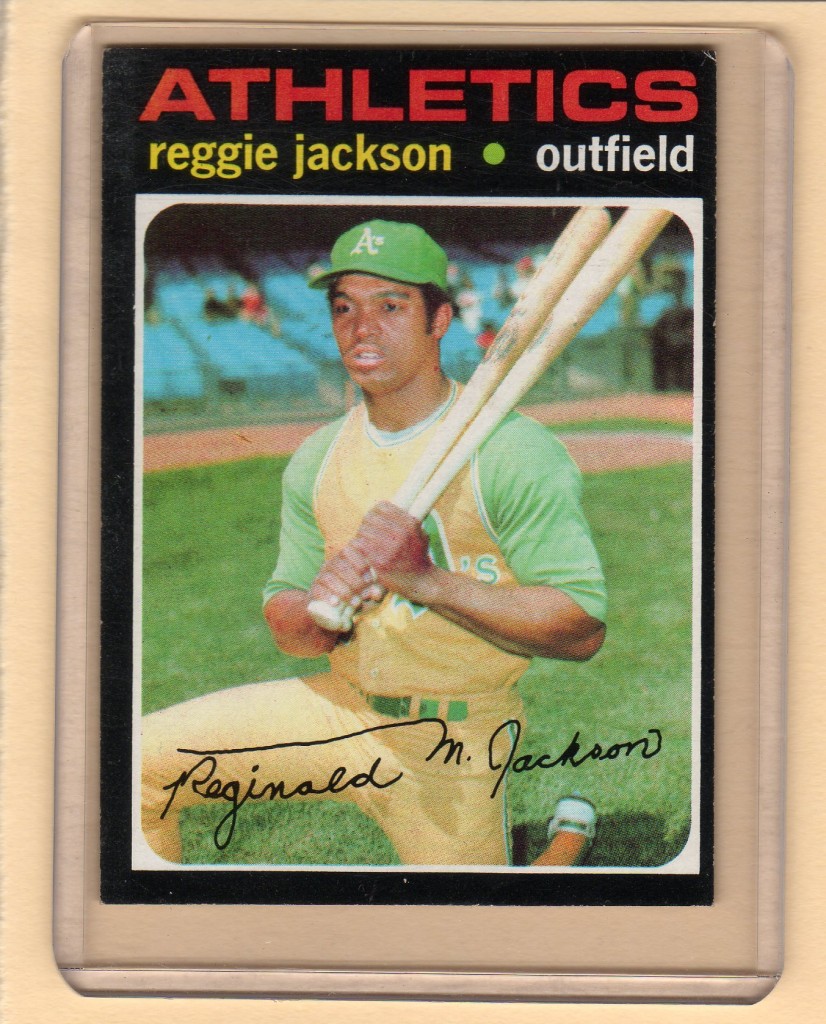 ATHLETICS
reggie jackson • outfield
A's
's
Reginald M. Jackson